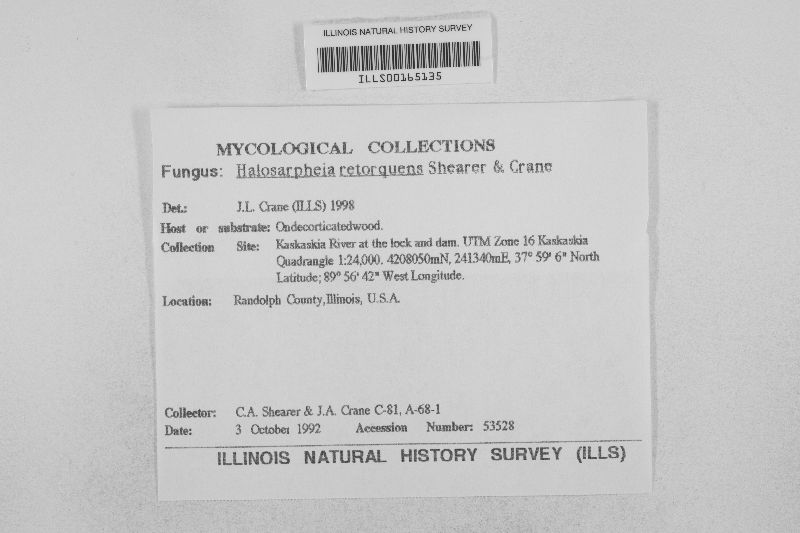 ILLINOIS NATURAL HISTORY SURVEY
ILLS00165135
MYCOLOGICAL COLLECTIONS
Fungus: Halosarpheia retorquens Shearer & Crane
Det.: J.L. Crane (ILLS) 1998
Host or substrate: Ondecorticatedwood.
Collection Site: Kaskaskia River at the lock and dam. UTM Zone 16 Kaskaskia
Quadrangle 1:24,000. 4208050mN, 241340mE, 37° 59' 6" North
Latitude; 89° 56' 42" West Longitude.
Location: Randolph County, Illinois, U.S.A.
Collector: C.A. Shearer & J.A. Crane C-81, A-68-1
Date: 3 October 1992 Accession Number: 53528
ILLINOIS NATURAL HISTORY SURVEY (ILLS)